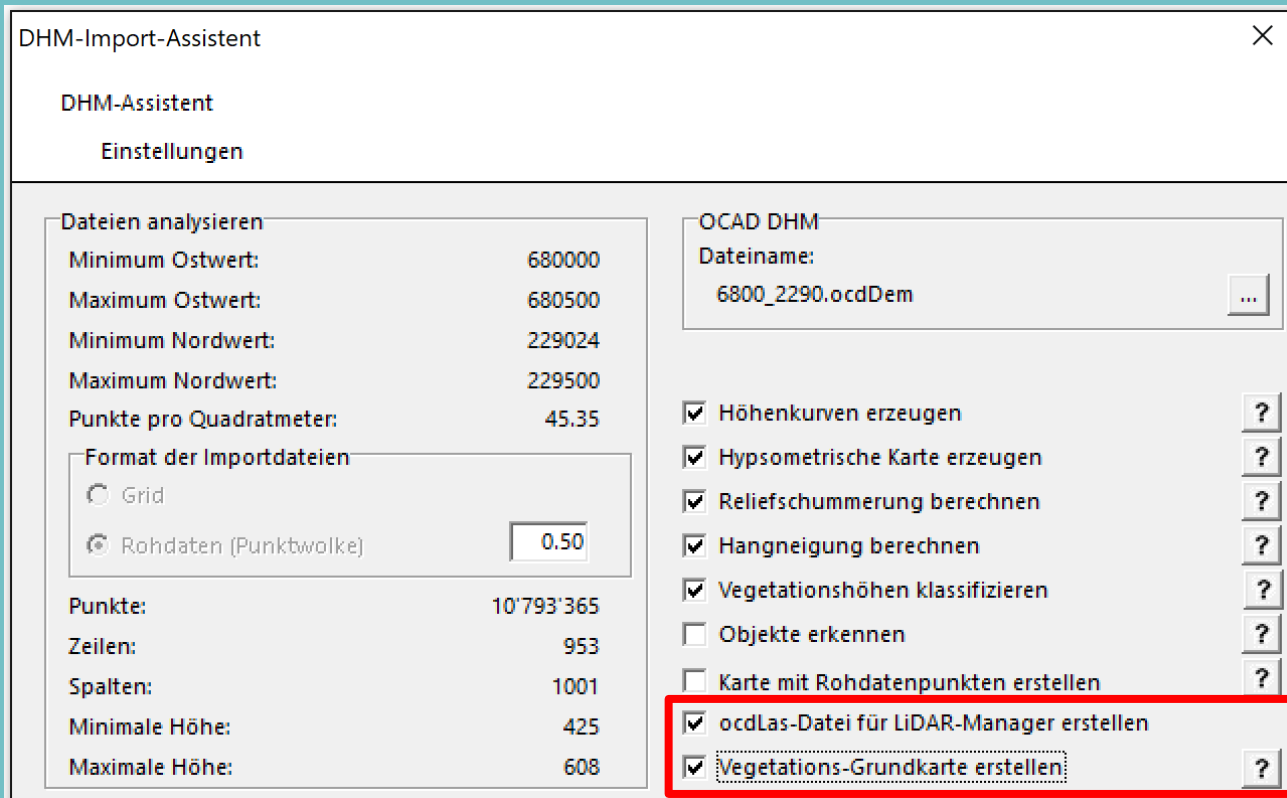 DHM-Import-Assistent
DHM-Assistent
Einstellungen
Dateien analysieren
Minimum Ostwert: 680000
Maximum Ostwert: 680500
Minimum Nordwert: 229024
Maximum Nordwert: 229500
Punkte pro Quadratmeter: 45.35
Format der Importdateien
Grid
Rohdaten (Punktwolke) 0.50
Punkte: 10'793'365
Zeilen: 953
Spalten: 1001
Minimale Höhe: 425
Maximale Höhe: 608
OCAD DHM
Dateiname:
6800_2290.ocdDem ...
Höhenkurven erzeugen ?
Hypsometrische Karte erzeugen ?
Reliefschummerung berechnen ?
Hangneigung berechnen ?
Vegetationshöhen klassifizieren ?
Objekte erkennen ?
Karte mit Rohdatenpunkten erstellen ?
ocdLas-Datei für LiDAR-Manager erstellen
Vegetations-Grundkarte erstellen ?